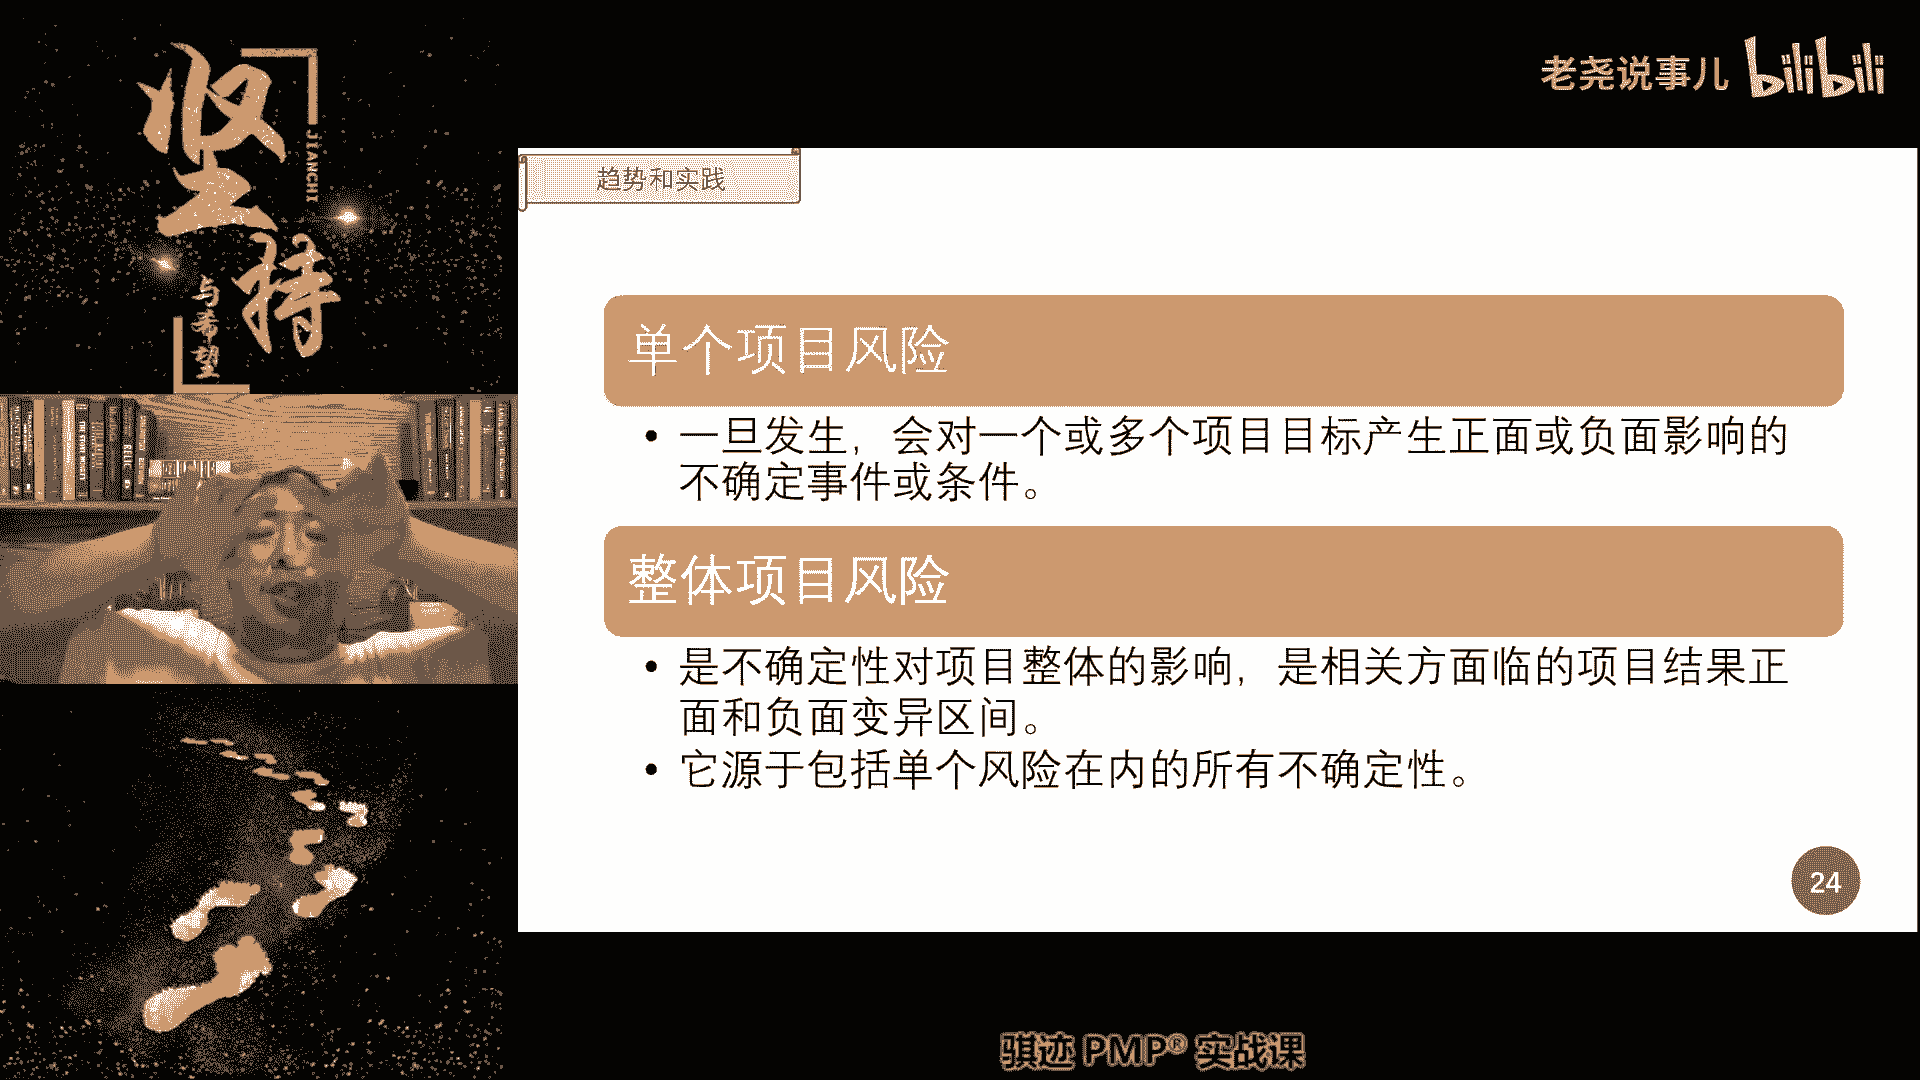 坚持
JIANCHI
与希望
老尧说事儿 bilibili
趋势和实践
单个项目风险
• 一旦发生，会对一个或多个项目目标产生正面或负面影响的
不确定事件或条件。
整体项目风险
• 是不确定性对项目整体的影响，是相关方面临的项目结果正
面和负面变异区间。
• 它源于包括单个风险在内的所有不确定性。
24
骐迹 PMP® 实战课